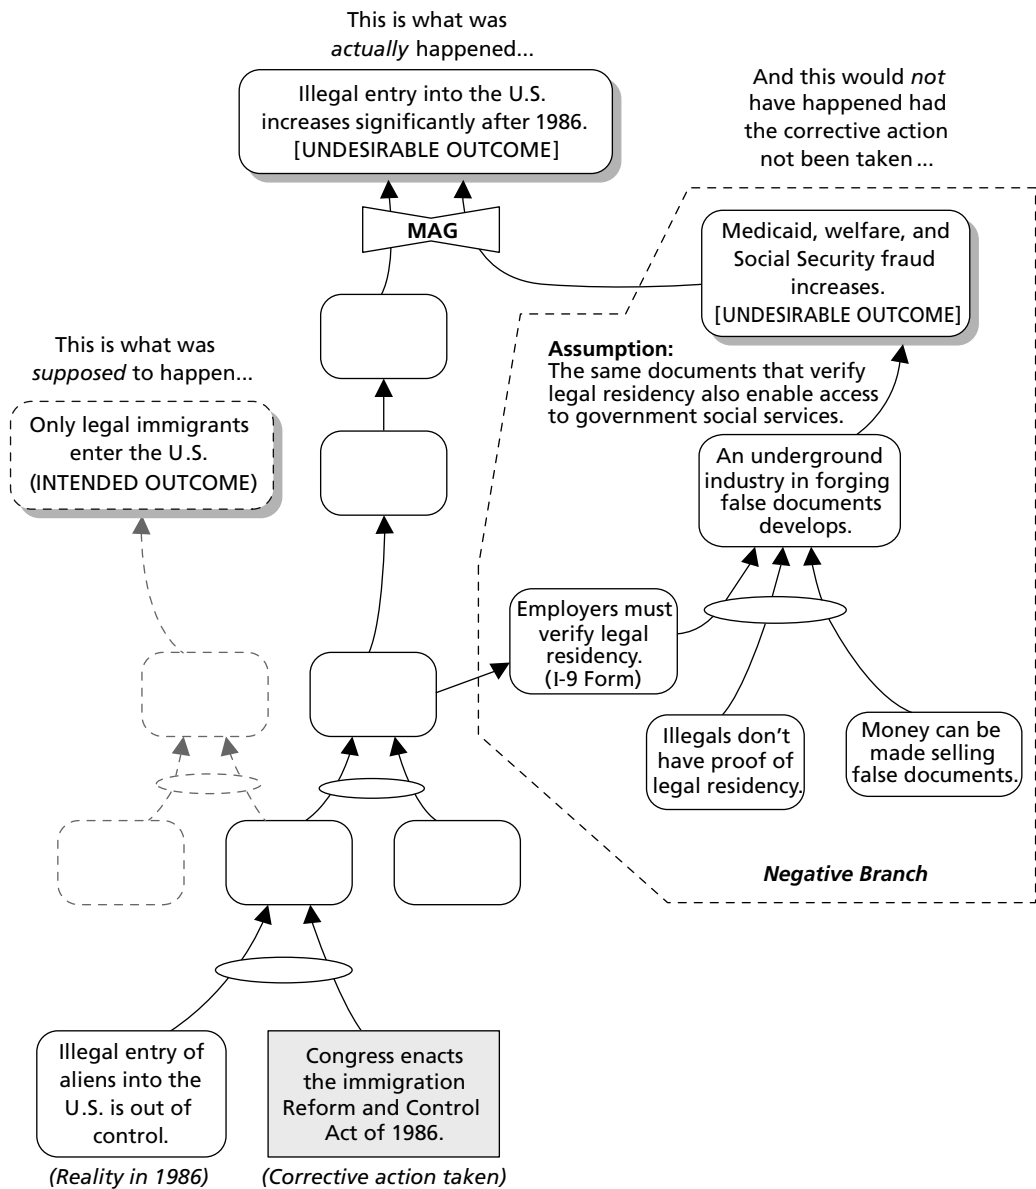 This is what was
actually happened...
Illegal entry into the U.S.
increases significantly after 1986.
[UNDESIRABLE OUTCOME]
And this would not
have happened had
the corrective action
not been taken ...
MAG
Medicaid, welfare, and
Social Security fraud
increases.
[UNDESIRABLE OUTCOME]
This is what was
supposed to happen...
Only legal immigrants
enter the U.S.
(INTENDED OUTCOME)
Assumption:
The same documents that verify
legal residency also enable access
to government social services.
An underground
industry in forging
false documents
develops.
Employers must
verify legal
residency.
(I-9 Form)
Illegals don't
have proof of
legal residency.
Money can be
made selling
false documents.
Negative Branch
Illegal entry of
aliens into the
U.S. is out of
control.
(Reality in 1986)
Congress enacts
the immigration
Reform and Control
Act of 1986.
(Corrective action taken)